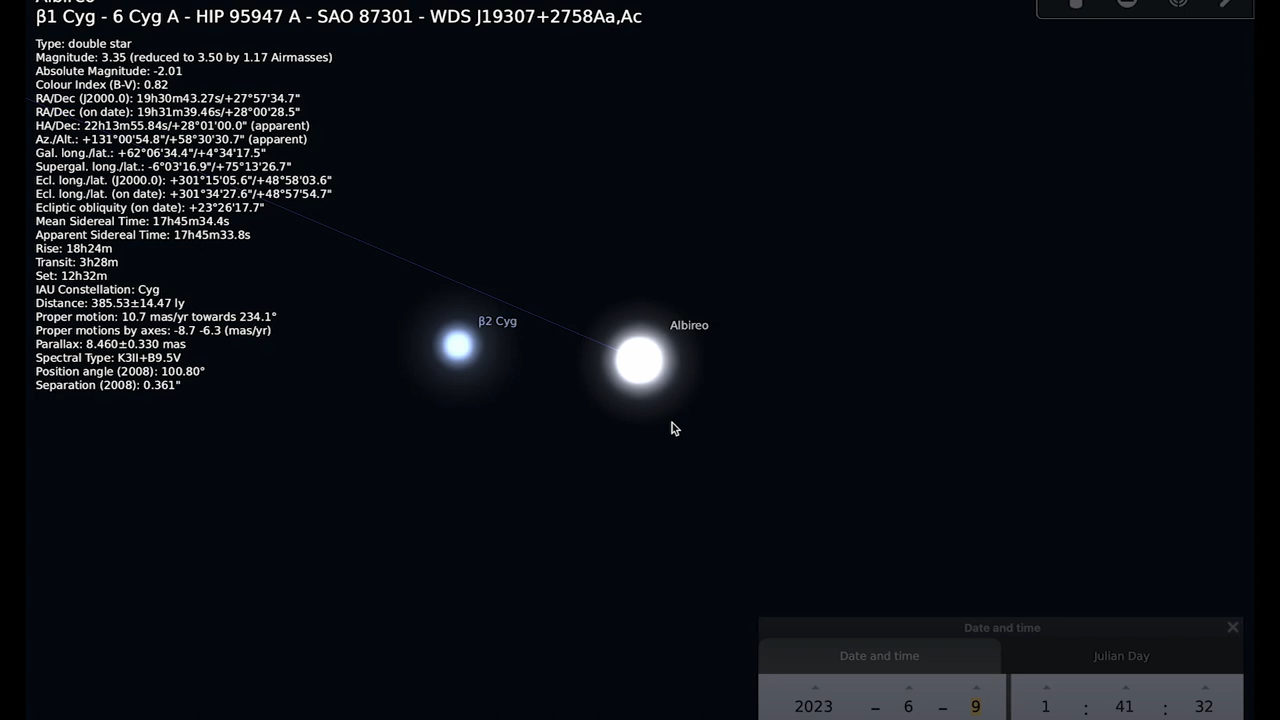 Albireo
β1 Cyg - 6 Cyg A - HIP 95947 A - SAO 87301 - WDS J19307+2758Aa,Ac
Type: double star
Magnitude: 3.35 (reduced to 3.50 by 1.17 Airmasses)
Absolute Magnitude: -2.01
Colour Index (B-V): 0.82
RA/Dec (J2000.0): 19h30m43.27s/+27°57'34.7"
RA/Dec (on date): 19h31m39.46s/+28°00'28.5"
HA/Dec: 22h13m55.84s/+28°01'00.0" (apparent)
Az./Alt.: +131°00'54.8"/+58°30'30.7" (apparent)
Gal. long./lat.: +62°06'34.4"/+4°34'17.5"
Supergal. long./lat.: -6°03'16.9"/+75°13'26.7"
Ecl. long./lat. (J2000.0): +301°15'05.6"/+48°58'03.6"
Ecl. long./lat. (on date): +301°34'27.6"/+48°57'54.7"
Ecliptic obliquity (on date): +23°26'17.7"
Mean Sidereal Time: 17h45m34.4s
Apparent Sidereal Time: 17h45m33.8s
Rise: 18h24m
Transit: 3h28m
Set: 12h32m
IAU Constellation: Cyg
Distance: 385.53±14.47 ly
Proper motion: 10.7 mas/yr towards 234.1°
Proper motions by axes: -8.7 -6.3 (mas/yr)
Parallax: 8.460±0.330 mas
Spectral Type: K3II+B9.5V
Position angle (2008): 100.80°
Separation (2008): 0.361"
β2 Cyg
Albireo
Date and time
Date and time Julian Day
2023 - 6 - 9 1 : 41 : 32